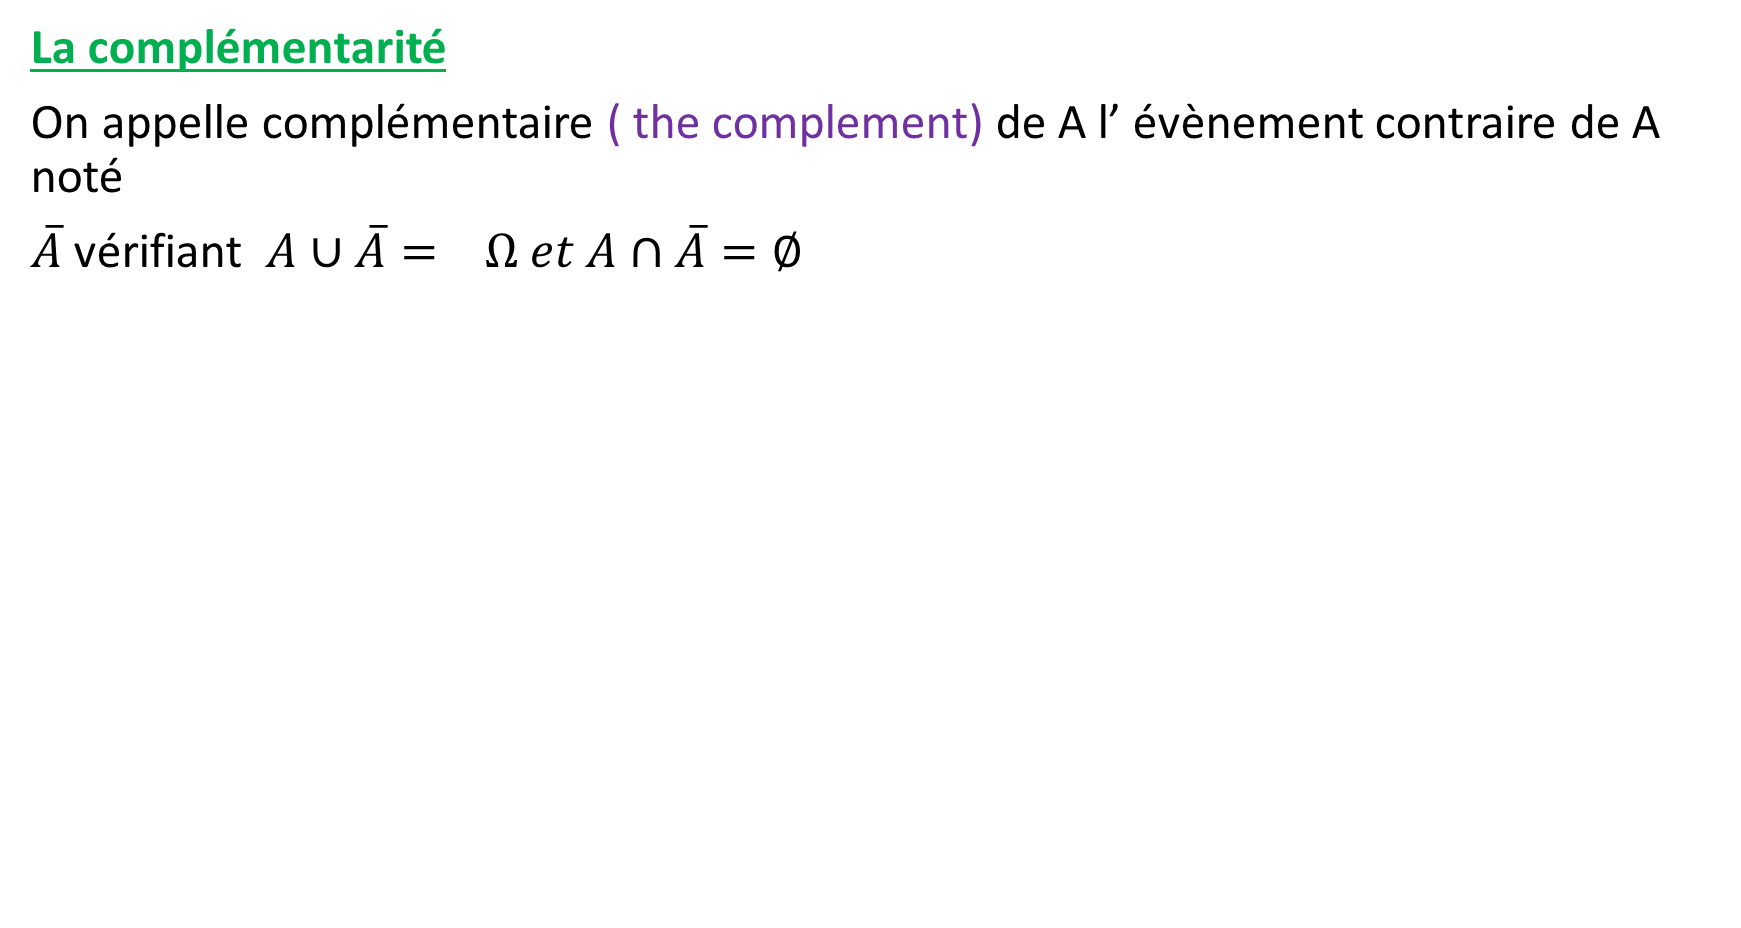 La complémentarité
On appelle complémentaire ( the complement) de A l’ évènement contraire de A
noté
Ā vérifiant A ∪ Ā = Ω et A ∩ Ā = ∅